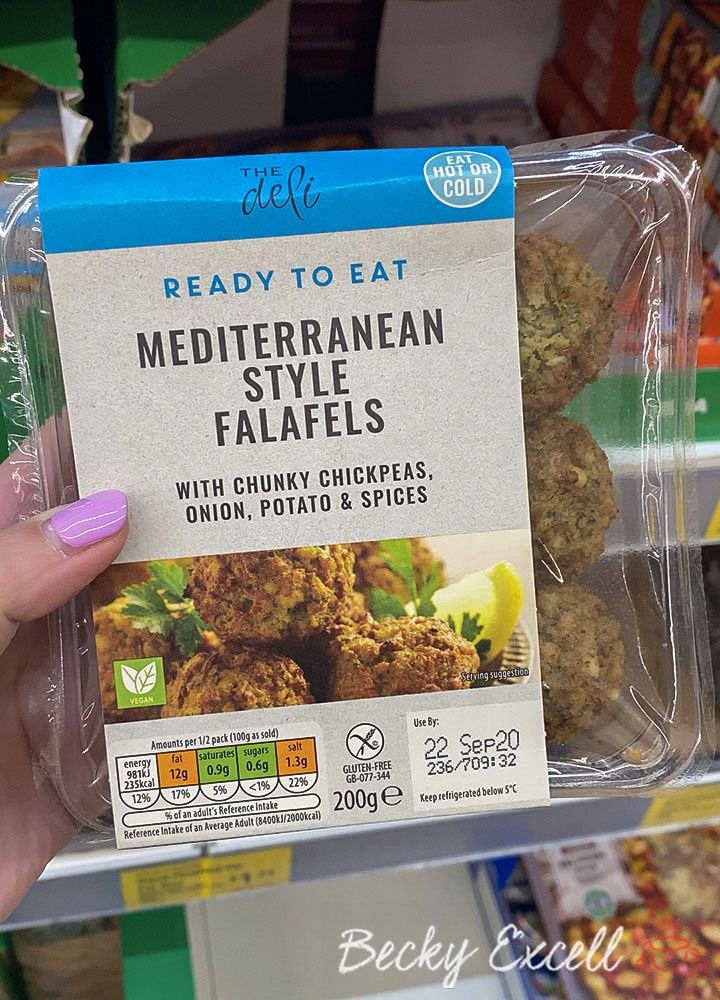 THE
deli
EAT
HOT OR
COLD
READY TO EAT
MEDITERRANEAN
STYLE
FALAFELS
WITH CHUNKY CHICKPEAS,
ONION, POTATO & SPICES
VEGAN
Serving suggestion
Amounts per 1/2 pack (100g as sold)
energy 981kJ 235kcal 12%
fat 12g 17%
saturates 0.9g 5%
sugars 0.6g <1%
salt 1.3g 22%
% of an adult's Reference Intake
Reference Intake of an Average Adult (8400kJ/2000kcal)
GLUTEN-FREE
GB-077-344
200g℮
Use By:
22 Sep20
236/709:32
Keep refrigerated below 5°C
Becky Excell